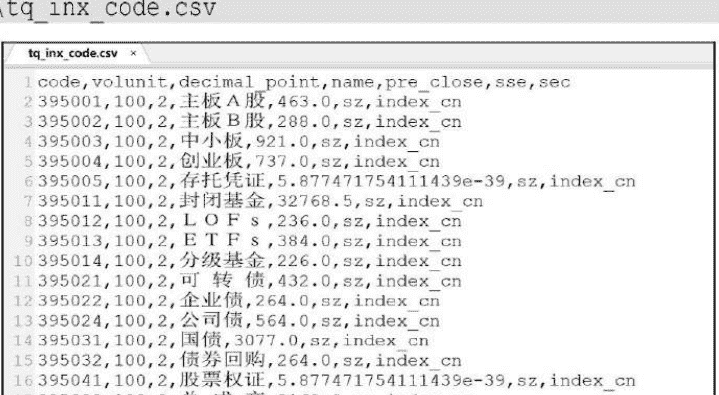 \tq_inx_code.csv
tq_inx_code.csv ×
1 code,volunit,decimal_point,name,pre_close,sse,sec
2 395001,100,2,主板Ａ股,463.0,sz,index_cn
3 395002,100,2,主板Ｂ股,288.0,sz,index_cn
4 395003,100,2,中小板,921.0,sz,index_cn
5 395004,100,2,创业板,737.0,sz,index_cn
6 395005,100,2,存托凭证,5.877471754111439e-39,sz,index_cn
7 395011,100,2,封闭基金,32768.5,sz,index_cn
8 395012,100,2,ＬＯＦｓ,236.0,sz,index_cn
9 395013,100,2,ＥＴＦｓ,384.0,sz,index_cn
10 395014,100,2,分级基金,226.0,sz,index_cn
11 395021,100,2,可 转 债,432.0,sz,index_cn
12 395022,100,2,企业债,264.0,sz,index_cn
13 395024,100,2,公司债,564.0,sz,index_cn
14 395031,100,2,国债,3077.0,sz,index_cn
15 395032,100,2,债券回购,264.0,sz,index_cn
16 395041,100,2,股票权证,5.877471754111439e-39,sz,index_cn